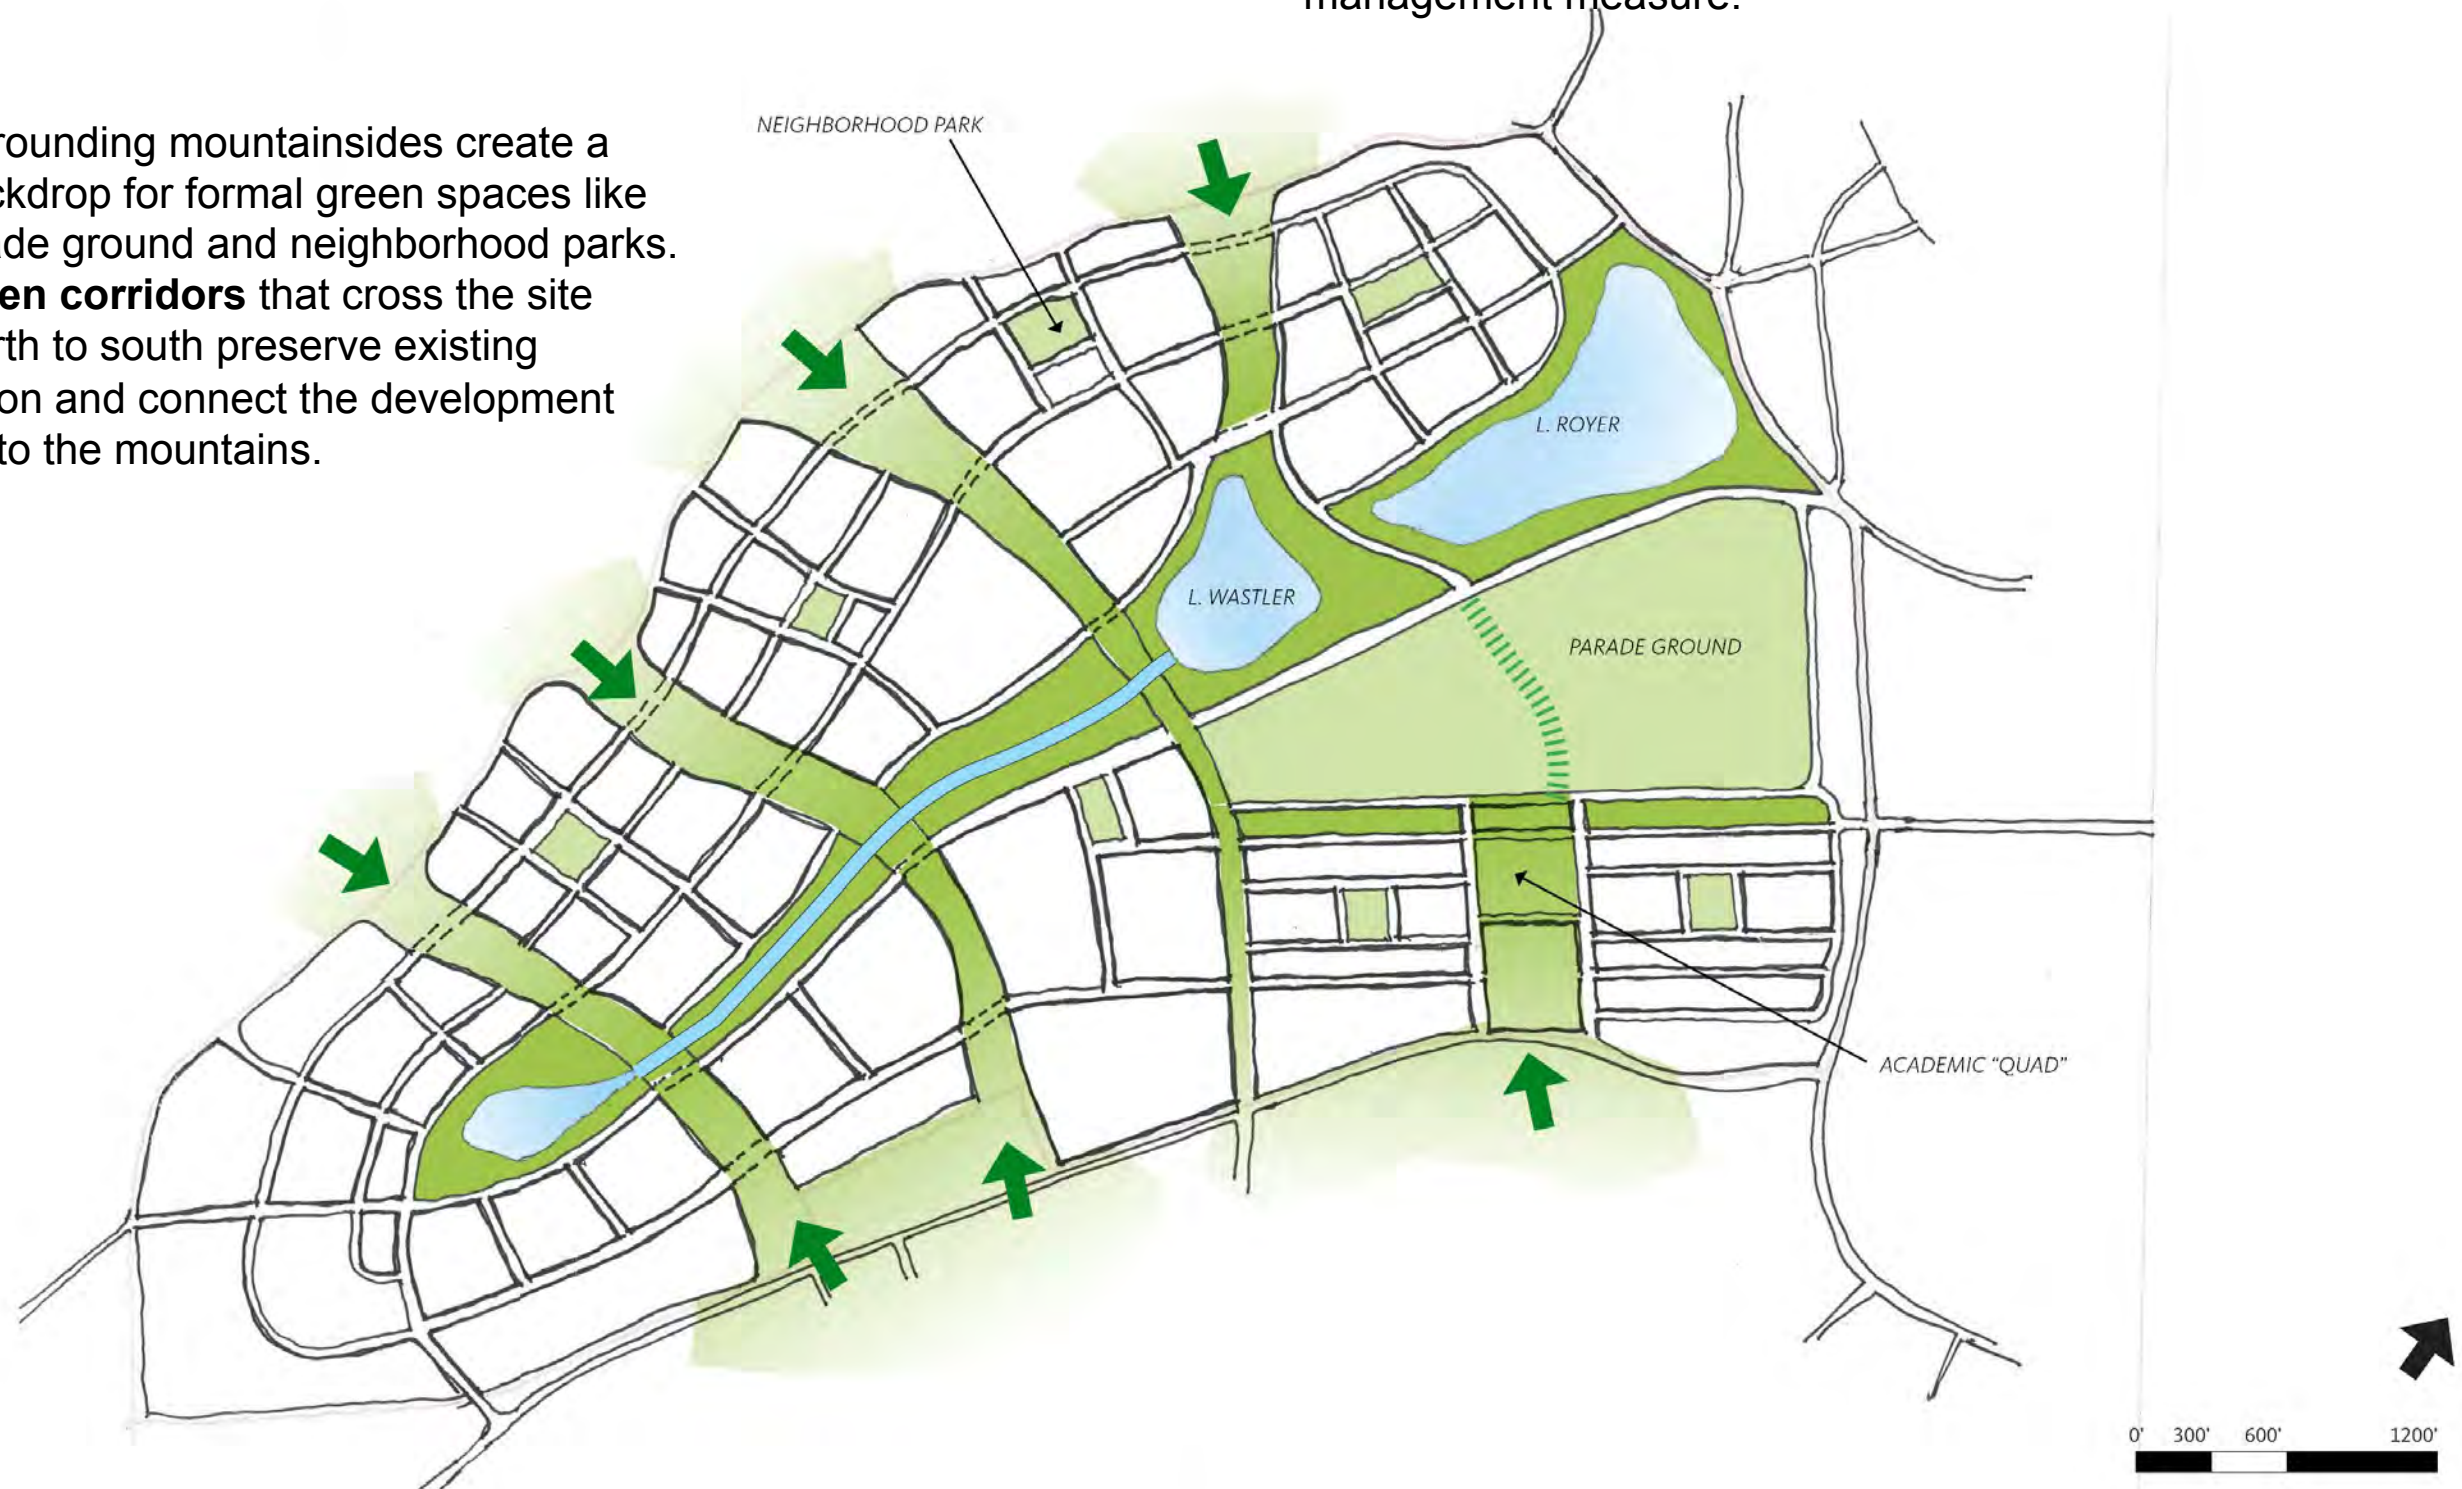 management measure.
rounding mountainsides create a
ckdrop for formal green spaces like
ade ground and neighborhood parks.
en corridors that cross the site
rth to south preserve existing
on and connect the development
to the mountains.
NEIGHBORHOOD PARK
L. ROYER
L. WASTLER
PARADE GROUND
ACADEMIC “QUAD”
0' 300' 600' 1200'